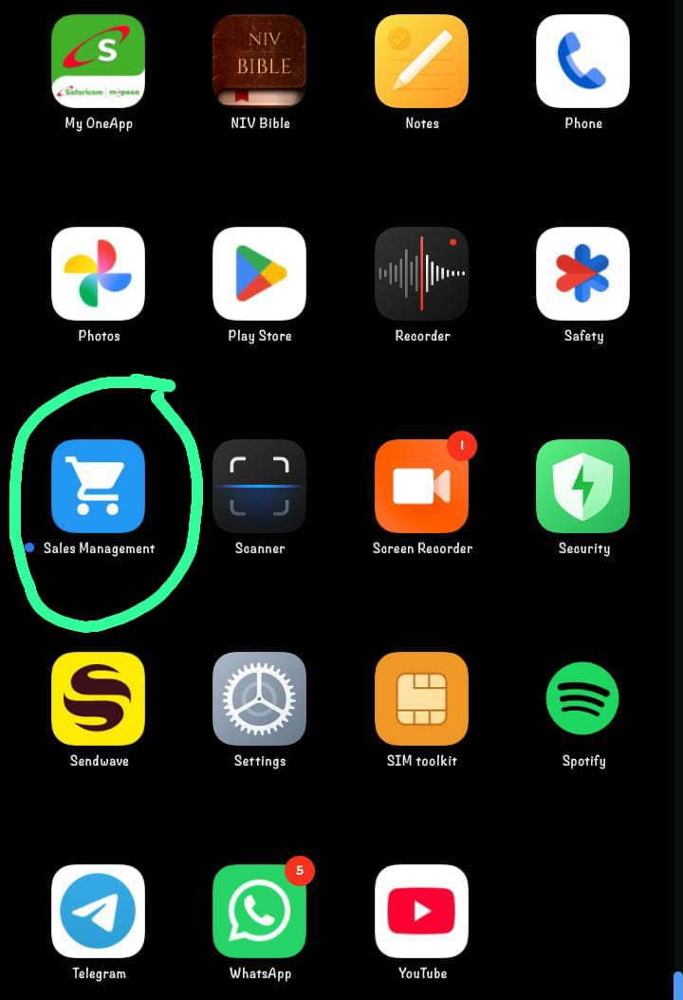 S
NIV
BIBLE
Safaricom | m-pesa
My OneApp
NIV Bible
Notes
Phone
Photos
Play Store
Recorder
Safety
!
Sales Management
Scanner
Screen Recorder
Security
Sendwave
Settings
SIM toolkit
Spotify
5
Telegram
WhatsApp
YouTube